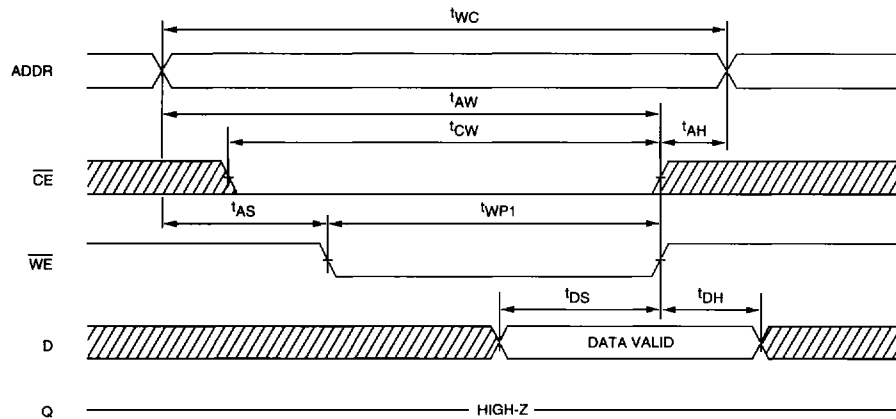 tWC
ADDR
tAW
tCW
tAH
CE
tAS
tWP1
WE
tDS
tDH
D
DATA VALID
Q
HIGH-Z